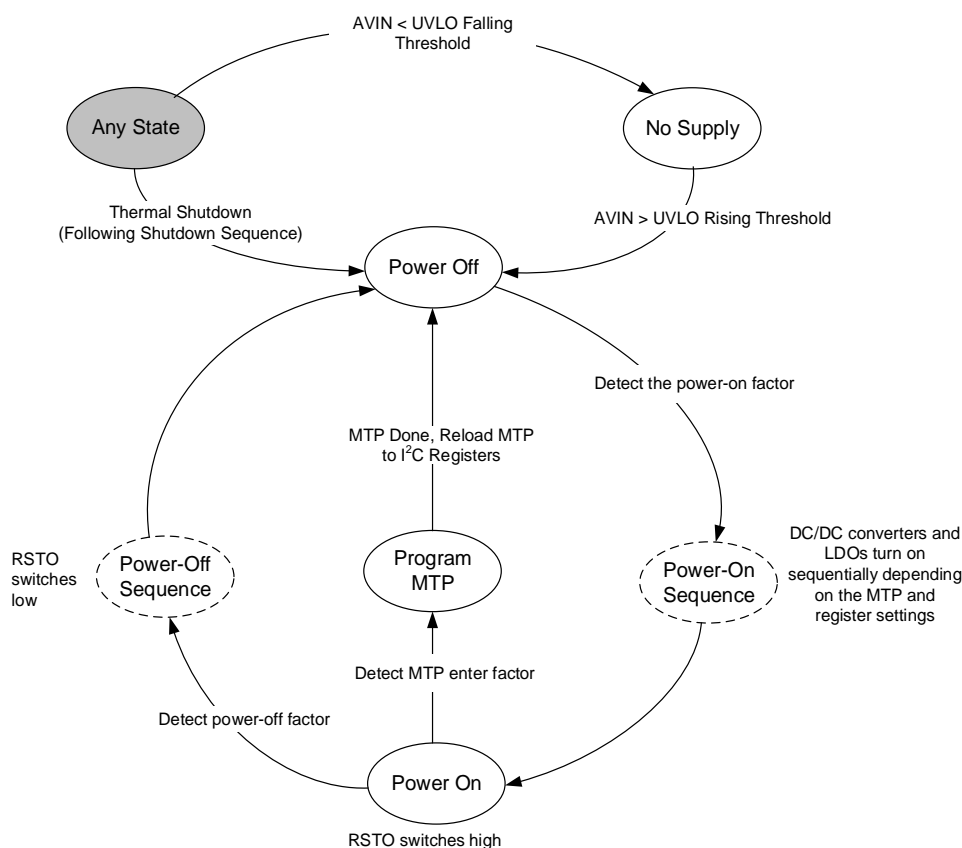 AVIN < UVLO Falling
Threshold
Any State
No Supply
Thermal Shutdown
(Following Shutdown Sequence)
AVIN > UVLO Rising Threshold
Power Off
Detect the power-on factor
MTP Done, Reload MTP
to I²C Registers
RSTO
switches
low
Power-Off
Sequence
Program
MTP
Power-On
Sequence
DC/DC converters and
LDOs turn on
sequentially depending
on the MTP and
register settings
Detect MTP enter factor
Detect power-off factor
Power On
RSTO switches high